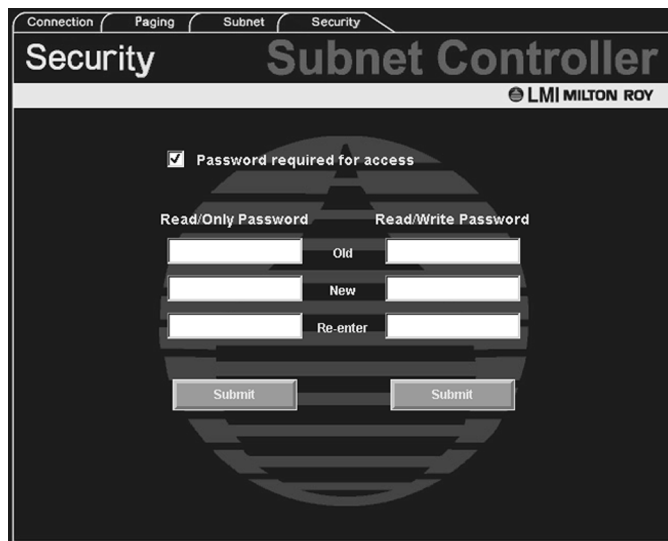 Connection Paging Subnet Security
Security Subnet Controller
LMI MILTON ROY
Password required for access
Read/Only Password Read/Write Password
Old
New
Re-enter
Submit Submit